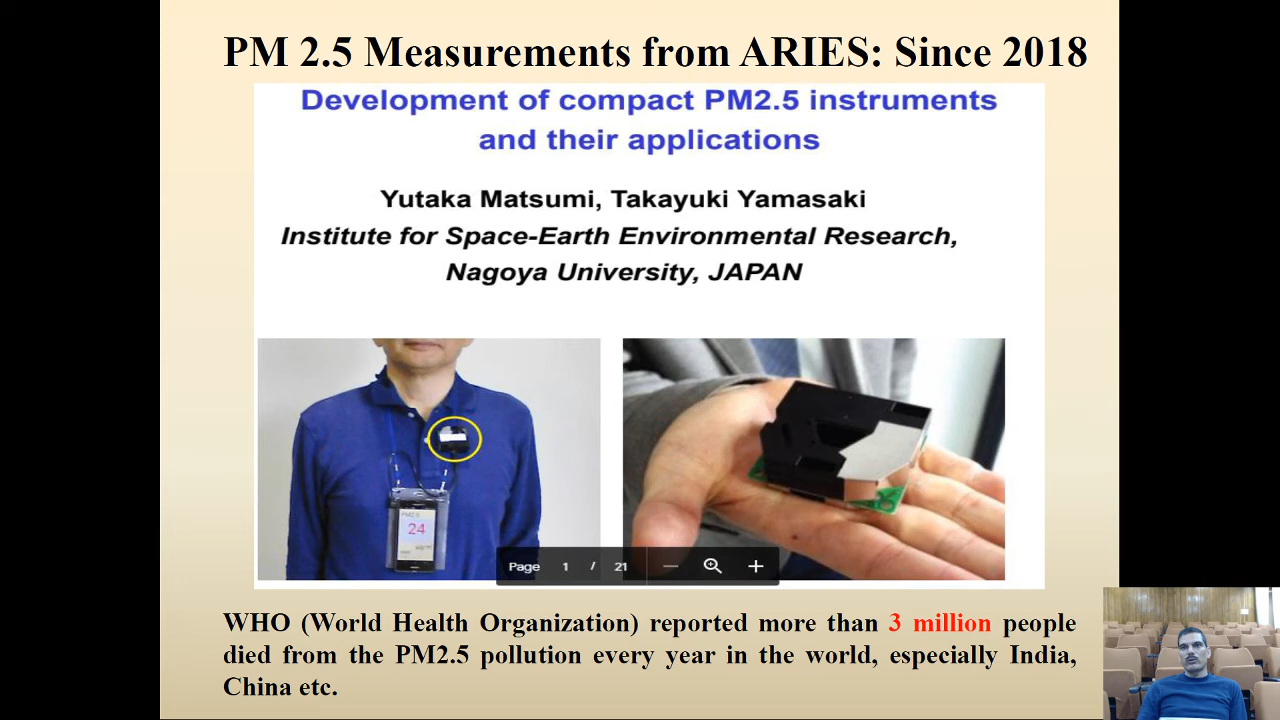 PM 2.5 Measurements from ARIES: Since 2018
Development of compact PM2.5 instruments
and their applications
Yutaka Matsumi, Takayuki Yamasaki
Institute for Space-Earth Environmental Research,
Nagoya University, JAPAN
PM2.5
24
Page 1 / 21
WHO (World Health Organization) reported more than 3 million people
died from the PM2.5 pollution every year in the world, especially India,
China etc.